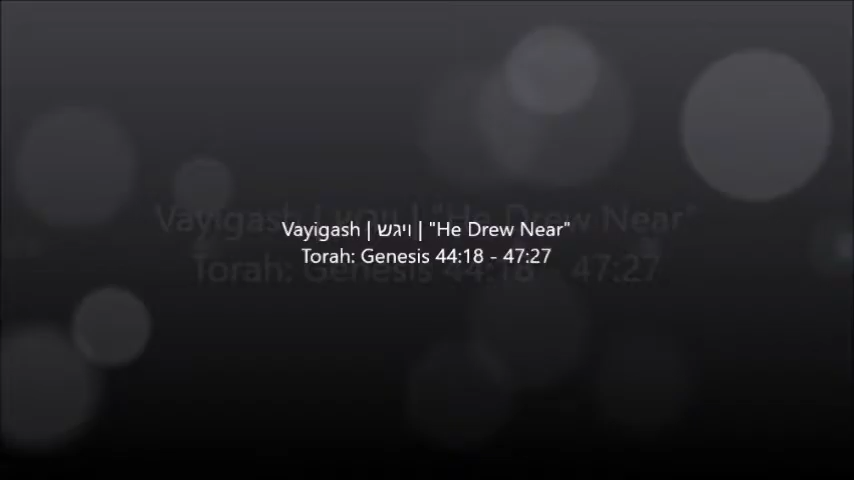 Vayigash | ויגש | "He Drew Near"
Torah: Genesis 44:18 - 47:27